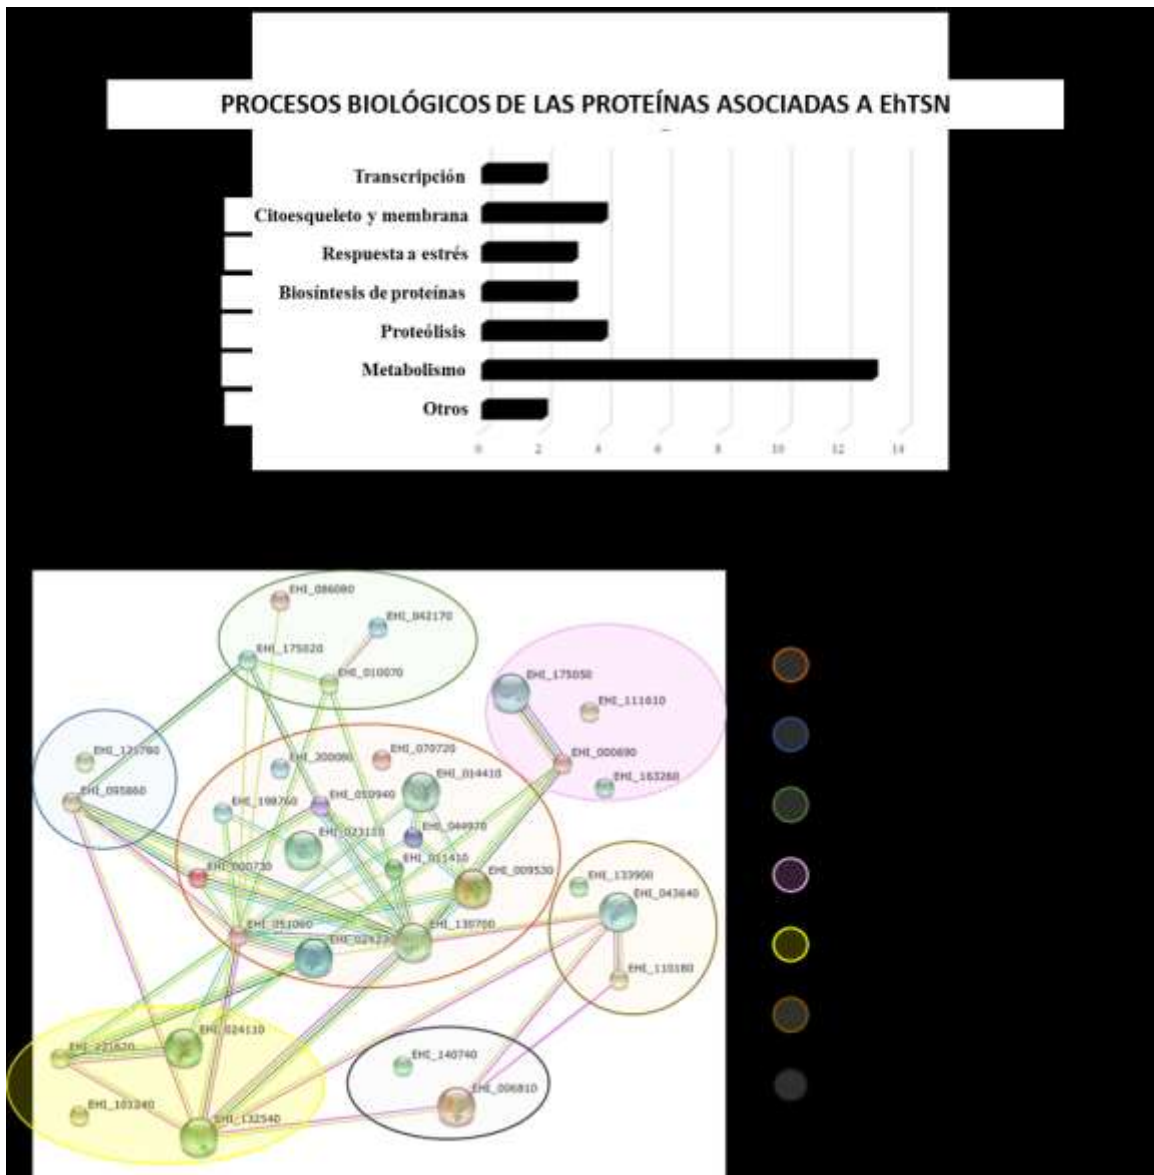 PROCESOS BIOLÓGICOS DE LAS PROTEÍNAS ASOCIADAS A EhTSN
Transcripción
Citoesqueleto y membrana
Respuesta a estrés
Biosíntesis de proteínas
Proteólisis
Metabolismo
Otros
0 2 4 6 8 10 12 14
EHI_086080
EHI_042170
EHI_175020
EHI_010070
EHI_175050
EHI_111610
EHI_000690
EHI_163260
EHI_095860
EHI_200080
EHI_070720
EHI_014410
EHI_198760
EHI_050940
EHI_044970
EHI_011410
EHI_000730
EHI_009530
EHI_133900
EHI_043640
EHI_051060
EHI_130700
EHI_110180
EHI_024110
EHI_140740
EHI_096810
EHI_132540